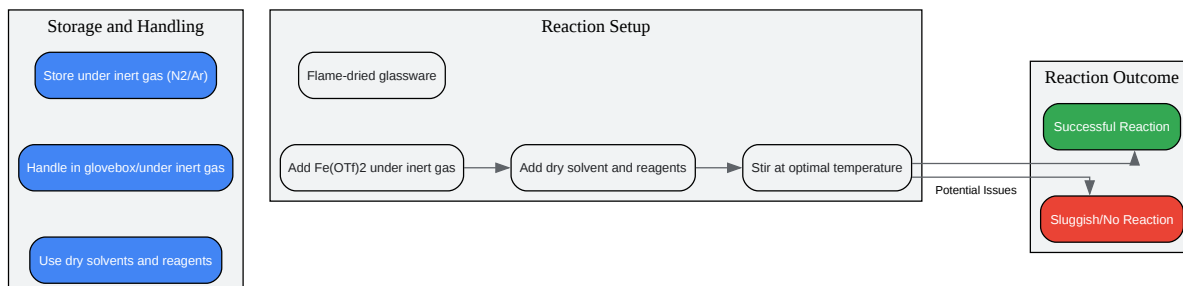 Storage and Handling
Store under inert gas (N2/Ar)
Handle in glovebox/under inert gas
Use dry solvents and reagents
Reaction Setup
Flame-dried glassware
Add Fe(OTf)2 under inert gas
Add dry solvent and reagents
Stir at optimal temperature
Potential Issues
Reaction Outcome
Successful Reaction
Sluggish/No Reaction